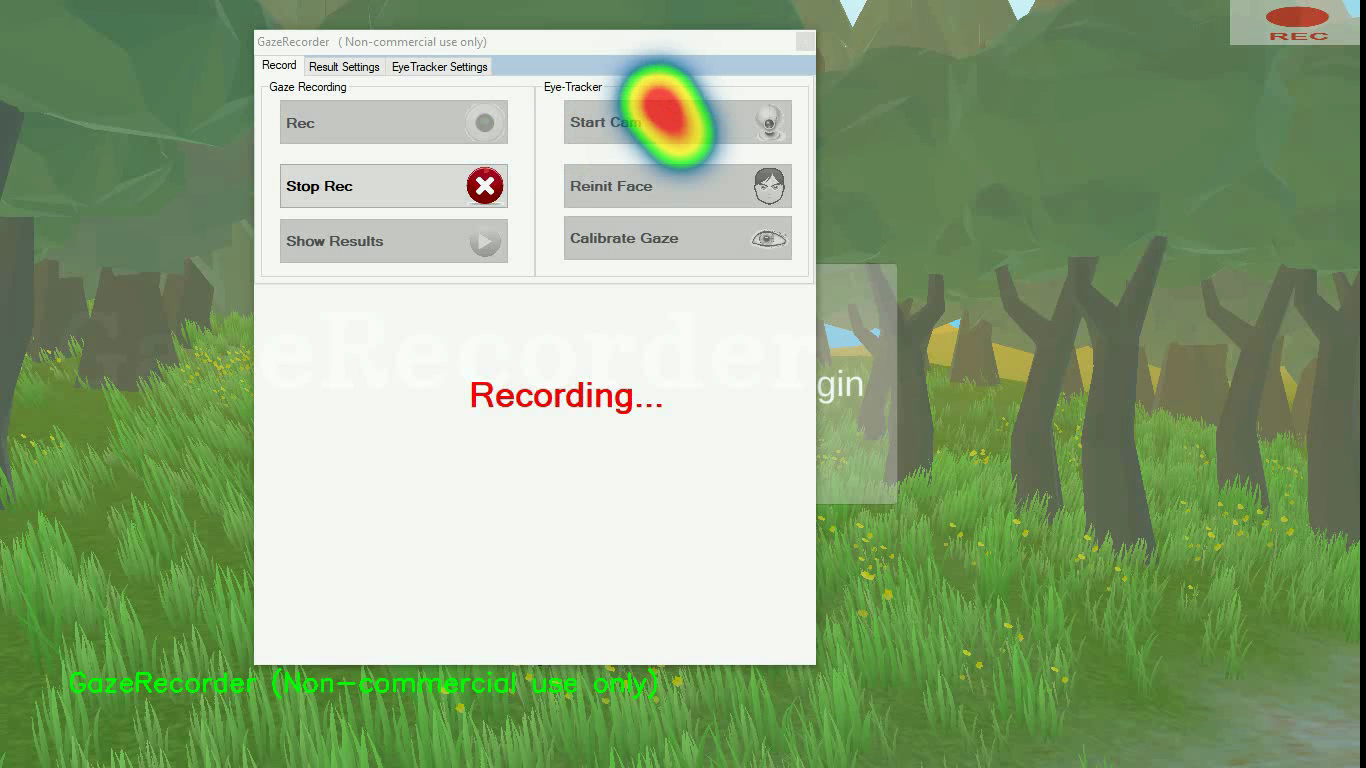 REC
GazeRecorder ( Non-commercial use only)
Record Result Settings EyeTracker Settings
Gaze Recording
Eye-Tracker
Rec
Start Cam
Stop Rec
Reinit Face
Show Results
Calibrate Gaze
GazeRecorder
Recording...
gin
GazeRecorder (Non-commercial use only)